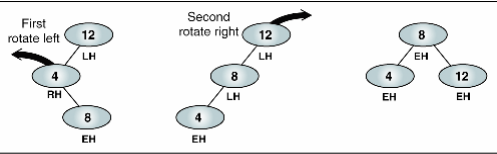 First
rotate left
12
LH
4
RH
8
EH
Second
rotate right
12
LH
8
LH
4
EH
8
EH
4
EH
12
EH